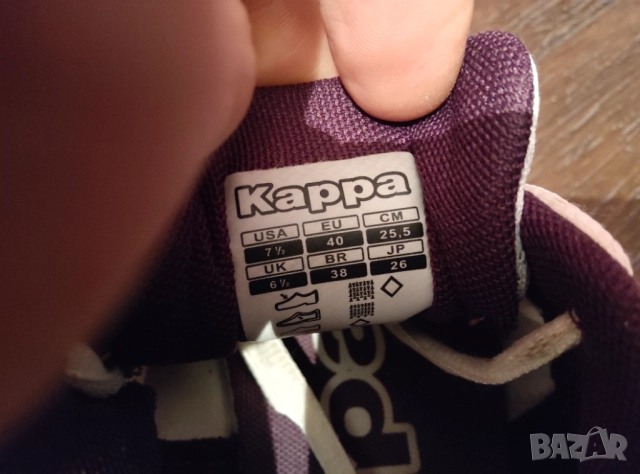 Kappa
USA EU CM
7 ½ 40 25,5
UK BR JP
6 ½ 38 26
BAZAR